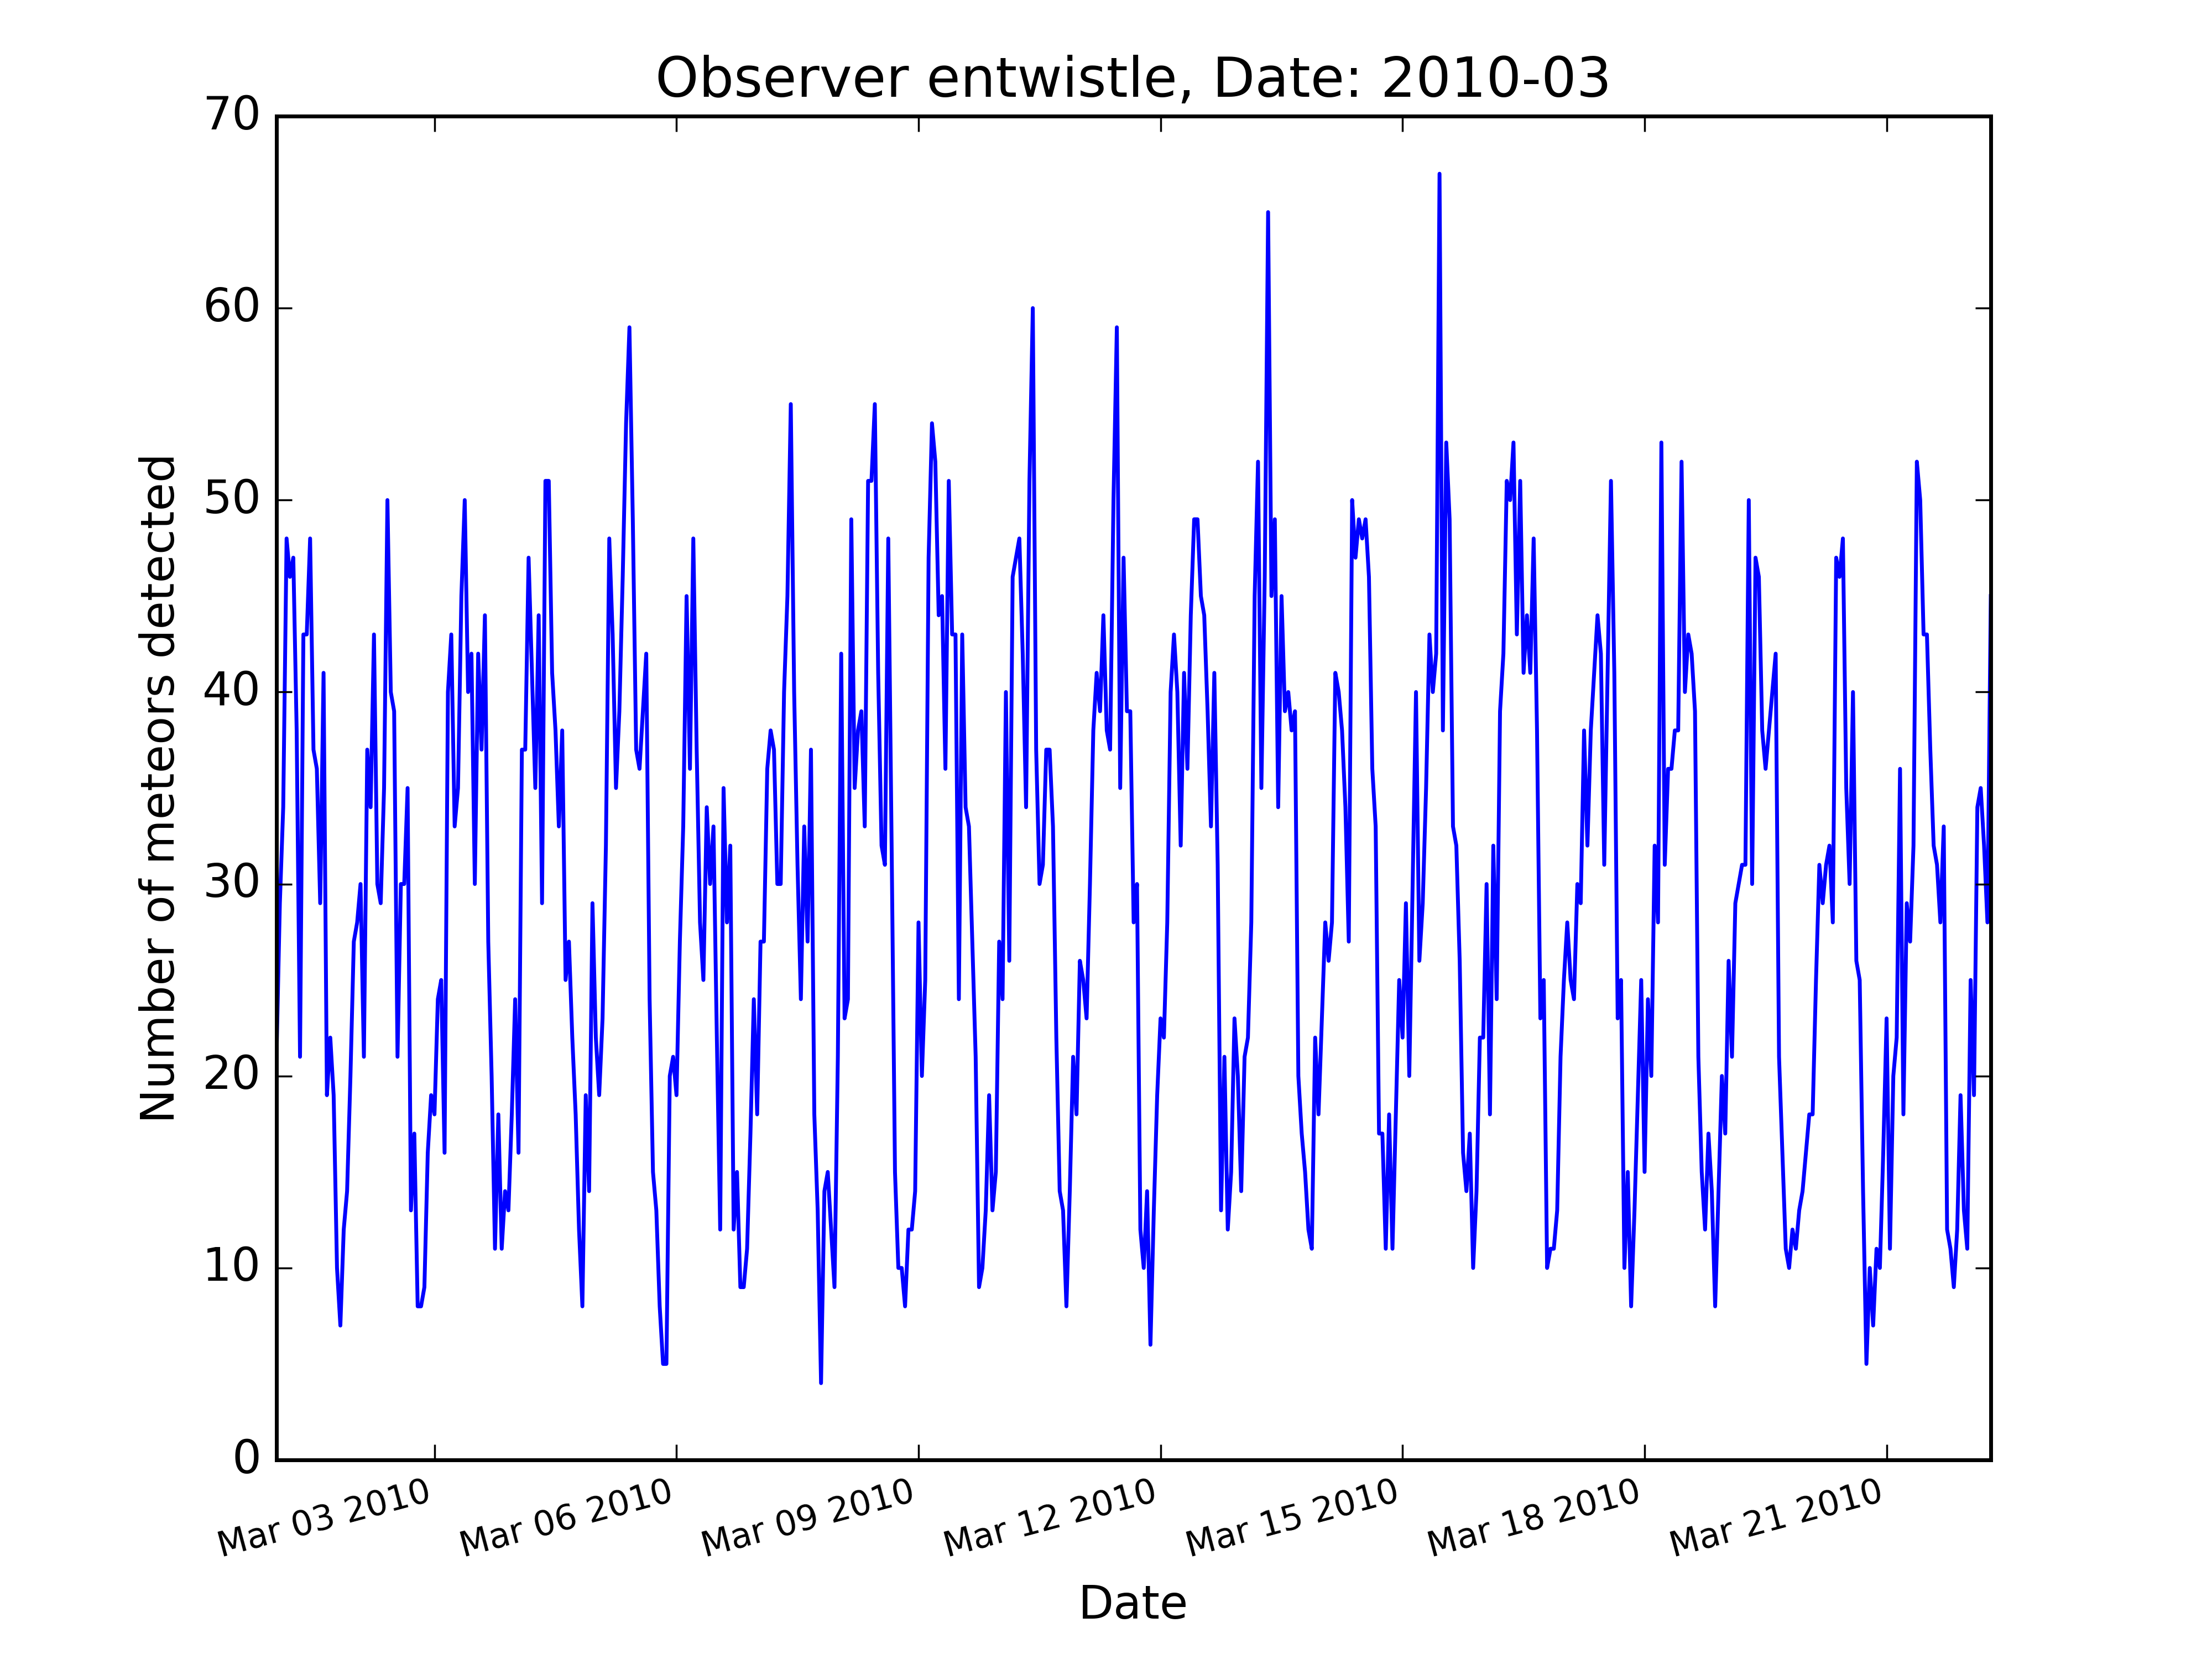 Observer entwistle, Date: 2010-03
Number of meteors detected
70
60
50
40
30
20
10
0
Mar 03 2010
Mar 06 2010
Mar 09 2010
Mar 12 2010
Mar 15 2010
Mar 18 2010
Mar 21 2010
Date